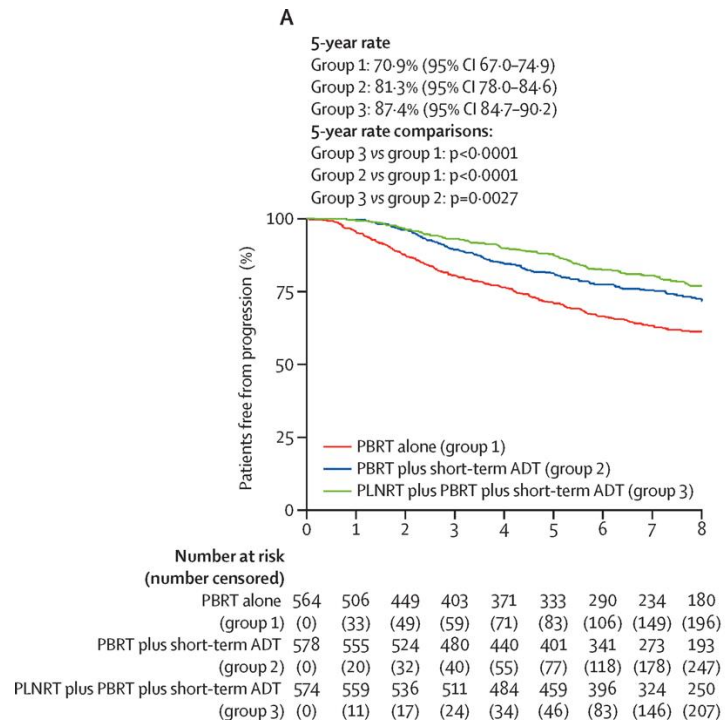 A
5-year rate
Group 1: 70·9% (95% CI 67·0–74·9)
Group 2: 81·3% (95% CI 78·0–84·6)
Group 3: 87·4% (95% CI 84·7–90·2)
5-year rate comparisons:
Group 3 vs group 1: p<0·0001
Group 2 vs group 1: p<0·0001
Group 3 vs group 2: p=0·0027
Patients free from progression (%)
100
75
50
25
0
PBRT alone (group 1)
PBRT plus short-term ADT (group 2)
PLNRT plus PBRT plus short-term ADT (group 3)
0 1 2 3 4 5 6 7 8
Number at risk
(number censored)
PBRT alone 564 506 449 403 371 333 290 234 180
(group 1) (0) (33) (49) (59) (71) (83) (106) (149) (196)
PBRT plus short-term ADT 578 555 524 480 440 401 341 273 193
(group 2) (0) (20) (32) (40) (55) (77) (118) (178) (247)
PLNRT plus PBRT plus short-term ADT 574 559 536 511 484 459 396 324 250
(group 3) (0) (11) (17) (24) (34) (46) (83) (146) (207)